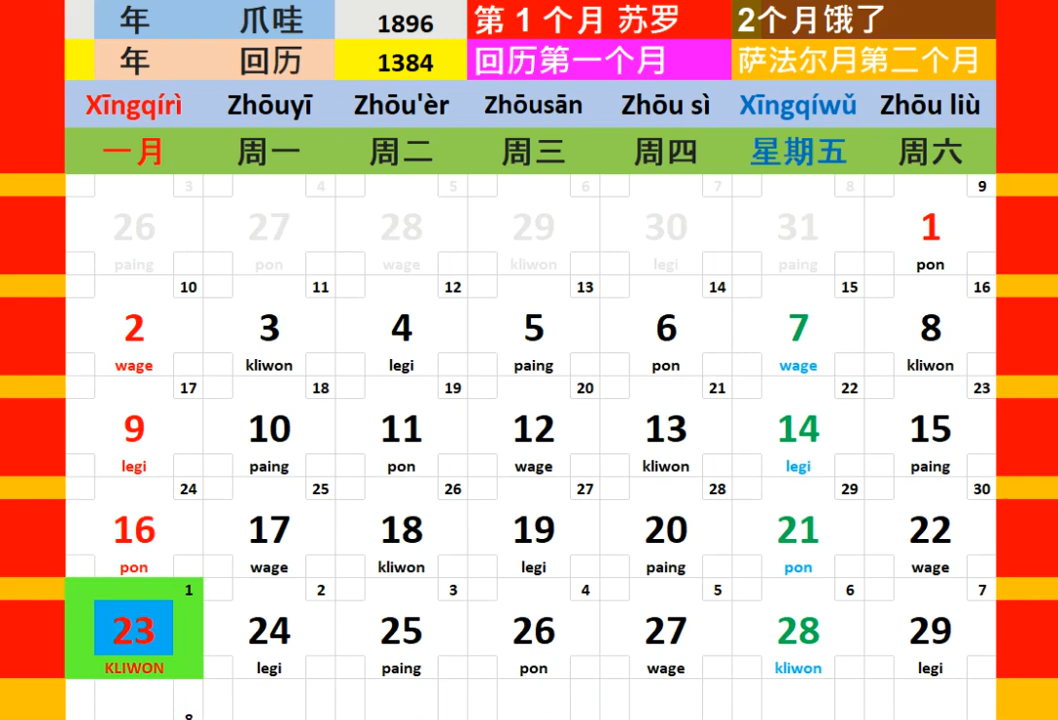 年 爪哇 1896 第 1 个月 苏罗 2个月饿了
年 回历 1384 回历第一个月 萨法尔月第二个月
Xīngqírì Zhōuyī Zhōu'èr Zhōusān Zhōu sì Xīngqíwǔ Zhōu liù
一月 周一 周二 周三 周四 星期五 周六
3 4 5 6 7 8 9
26 27 28 29 30 31 1
paing pon wage kliwon legi paing pon
10 11 12 13 14 15 16
2 3 4 5 6 7 8
wage kliwon legi paing pon wage kliwon
17 18 19 20 21 22 23
9 10 11 12 13 14 15
legi paing pon wage kliwon legi paing
24 25 26 27 28 29 30
16 17 18 19 20 21 22
pon wage kliwon legi paing pon wage
1 2 3 4 5 6 7
23 24 25 26 27 28 29
KLIWON legi paing pon wage kliwon legi
8